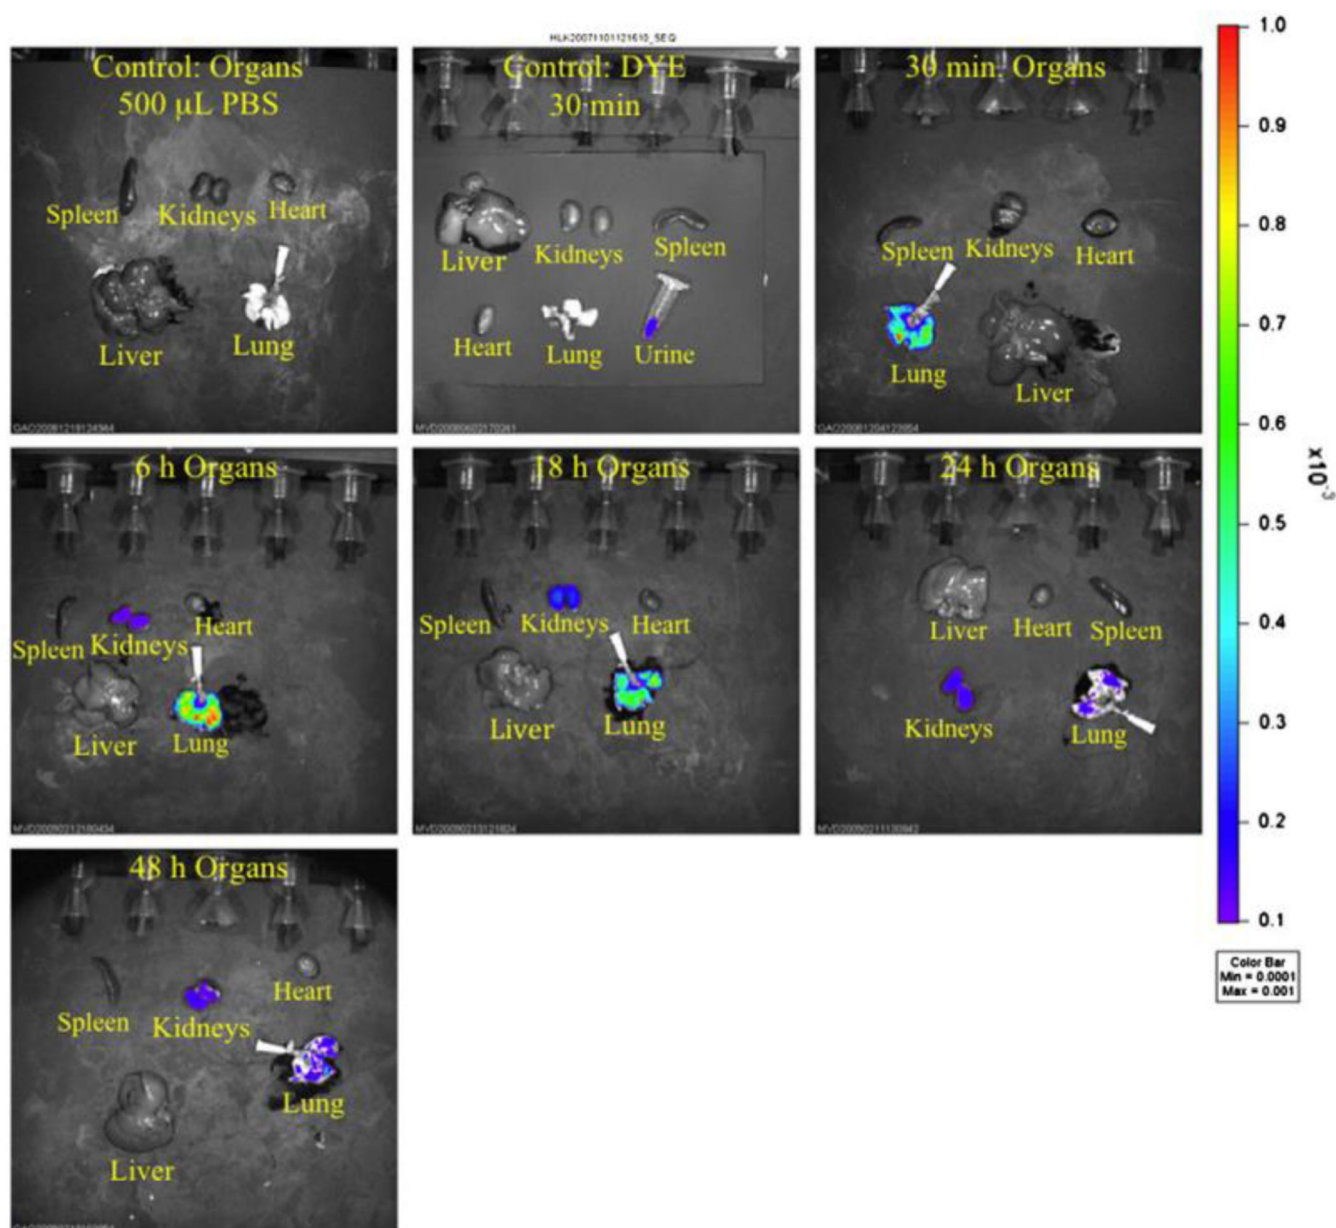 HLK20071101121610_SEQ
Control: Organs
500 µL PBS
Spleen
Kidneys
Heart
Liver
Lung
Control: DYE
30 min
Liver
Kidneys
Spleen
Heart
Lung
Urine
30 min. Organs
Spleen
Kidneys
Heart
Lung
Liver
6 h Organs
Spleen
Kidneys
Heart
Liver
Lung
18 h Organs
Spleen
Kidneys
Heart
Liver
Lung
24 h Organs
Liver
Heart
Spleen
Kidneys
Lung
48 h Organs
Spleen
Kidneys
Heart
Lung
Liver
1.0
0.9
0.8
0.7
0.6
0.5
0.4
0.3
0.2
0.1
x10⁻³
Color Bar
Min = 0.0001
Max = 0.001